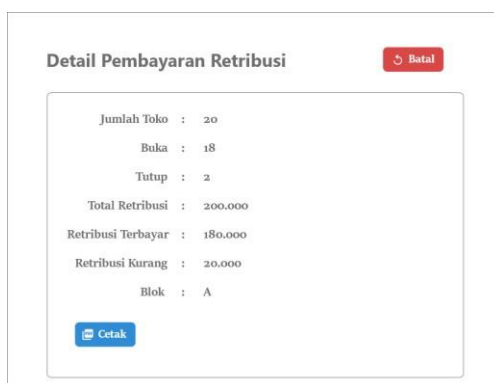 Detail Pembayaran Retribusi
Batal
Jumlah Toko : 20
Buka : 18
Tutup : 2
Total Retribusi : 200.000
Retribusi Terbayar : 180.000
Retribusi Kurang : 20.000
Blok : A
Cetak